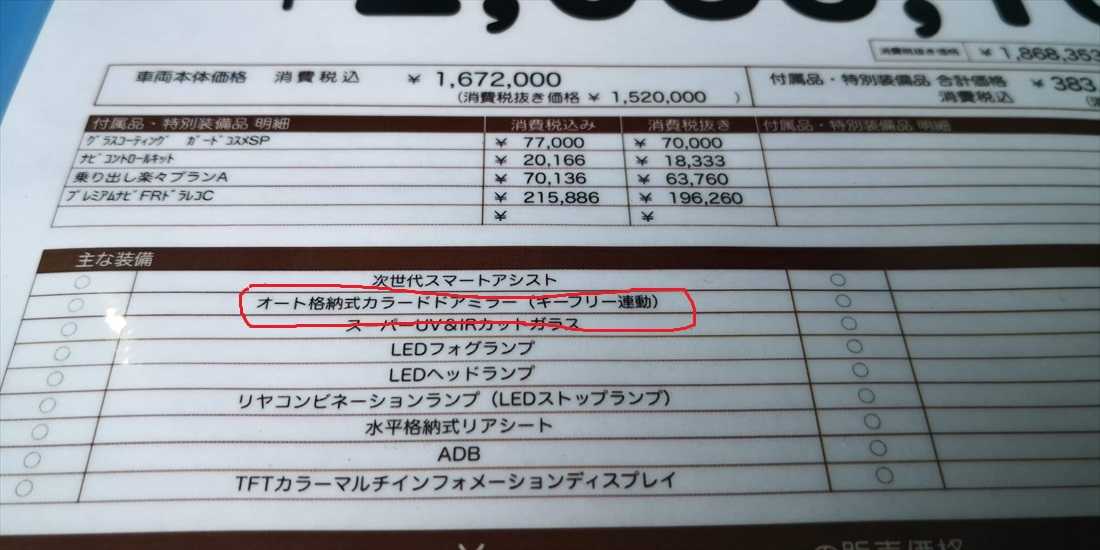 消費税抜き価格 ¥ 1,868,353
車両本体価格 消費税込 ¥ 1,672,000
(消費税抜き価格 ¥ 1,520,000 )
付属品・特別装備品 合計価格 ¥ 383,
消費税込
付属品・特別装備品 明細 消費税込み 消費税抜き 付属品・特別装備品 明細
ｸﾞﾗｽｺｰﾃｨﾝｸﾞ ｶﾞｰﾄﾞｺｽﾒSP ¥ 77,000 ¥ 70,000
ﾅﾋﾞｺﾝﾄﾛｰﾙｷｯﾄ ¥ 20,166 ¥ 18,333
乗り出し楽々プランA ¥ 70,136 ¥ 63,760
ﾌﾟﾚﾐｱﾑﾅﾋﾞFRﾄﾞﾗﾚｺC ¥ 215,886 ¥ 196,260
¥ ¥
主な装備
○ 次世代スマートアシスト ○
○ オート格納式カラードドアミラー（キーフリー連動） ○
○ スーパーUV＆IRカットガラス ○
○ LEDフォグランプ ○
○ LEDヘッドランプ ○
○ リヤコンビネーションランプ（LEDストップランプ） ○
○ 水平格納式リアシート ○
○ ADB ○
○ TFTカラーマルチインフォメーションディスプレイ ○
の販売価格